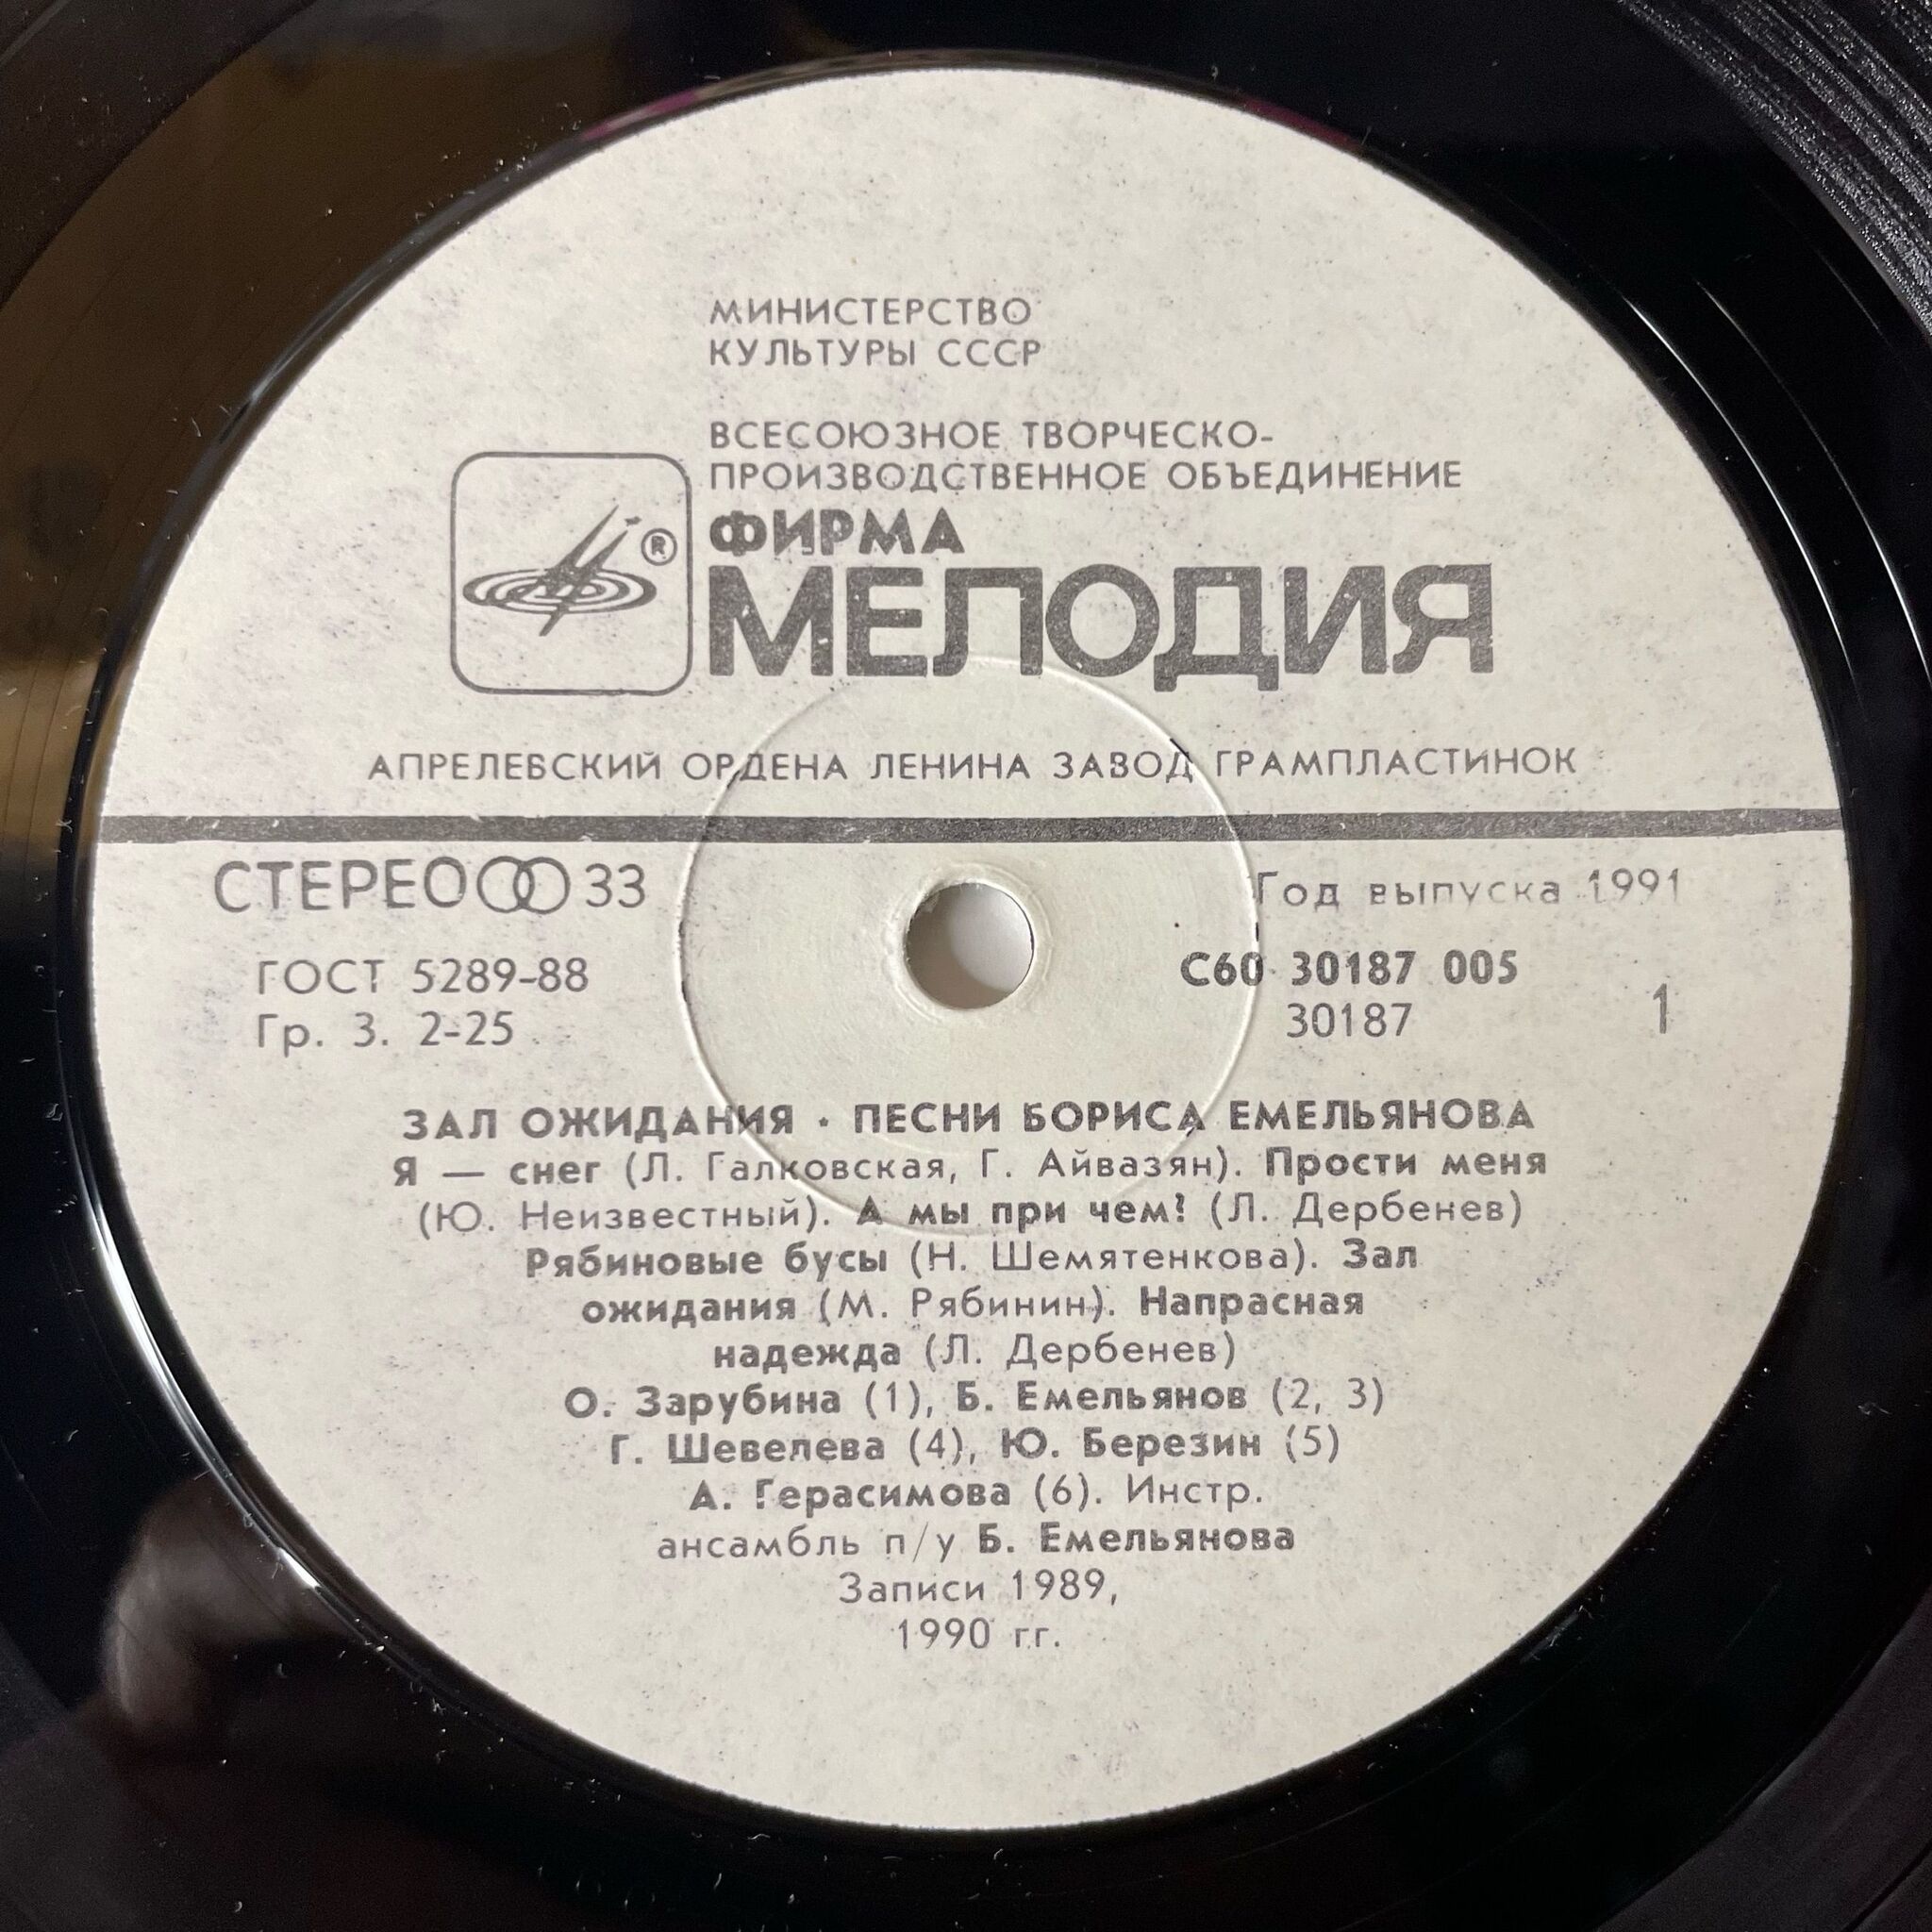 МИНИСТЕРСТВО
КУЛЬТУРЫ СССР
ВСЕСОЮЗНОЕ ТВОРЧЕСКО-
ПРОИЗВОДСТВЕННОЕ ОБЪЕДИНЕНИЕ
ФИРМА
®
МЕЛОДИЯ
АПРЕЛЕВСКИЙ ОРДЕНА ЛЕНИНА ЗАВОД ГРАМПЛАСТИНОК
СТЕРЕО 33
Год выпуска 1991
ГОСТ 5289-88
С60 30187 005
Гр. 3. 2-25
30187
1
ЗАЛ ОЖИДАНИЯ · ПЕСНИ БОРИСА ЕМЕЛЬЯНОВА
Я — снег (Л. Галковская, Г. Айвазян). Прости меня
(Ю. Неизвестный). А мы при чем? (Л. Дербенев)
Рябиновые бусы (Н. Шемятенкова). Зал
ожидания (М. Рябинин). Напрасная
надежда (Л. Дербенев)
О. Зарубина (1), Б. Емельянов (2, 3)
Г. Шевелева (4), Ю. Березин (5)
А. Герасимова (6). Инстр.
ансамбль п/у Б. Емельянова
Записи 1989,
1990 гг.